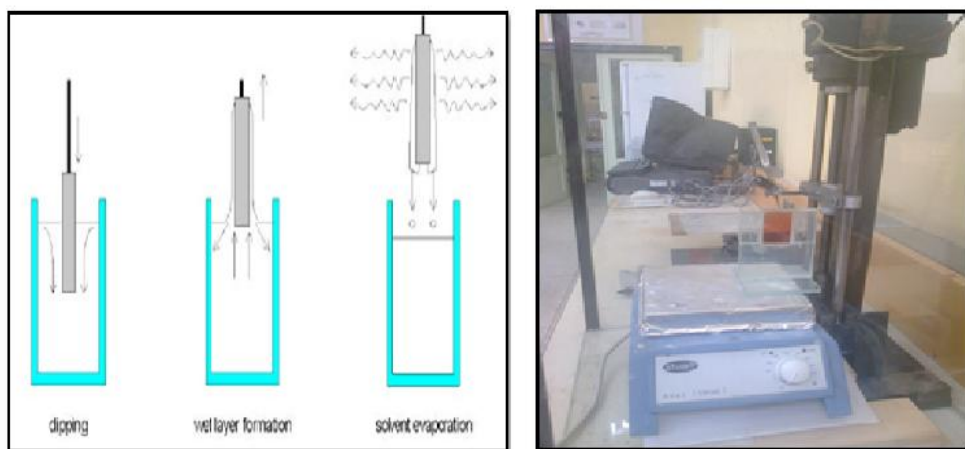 dipping
wet layer formation
solvent evaporation